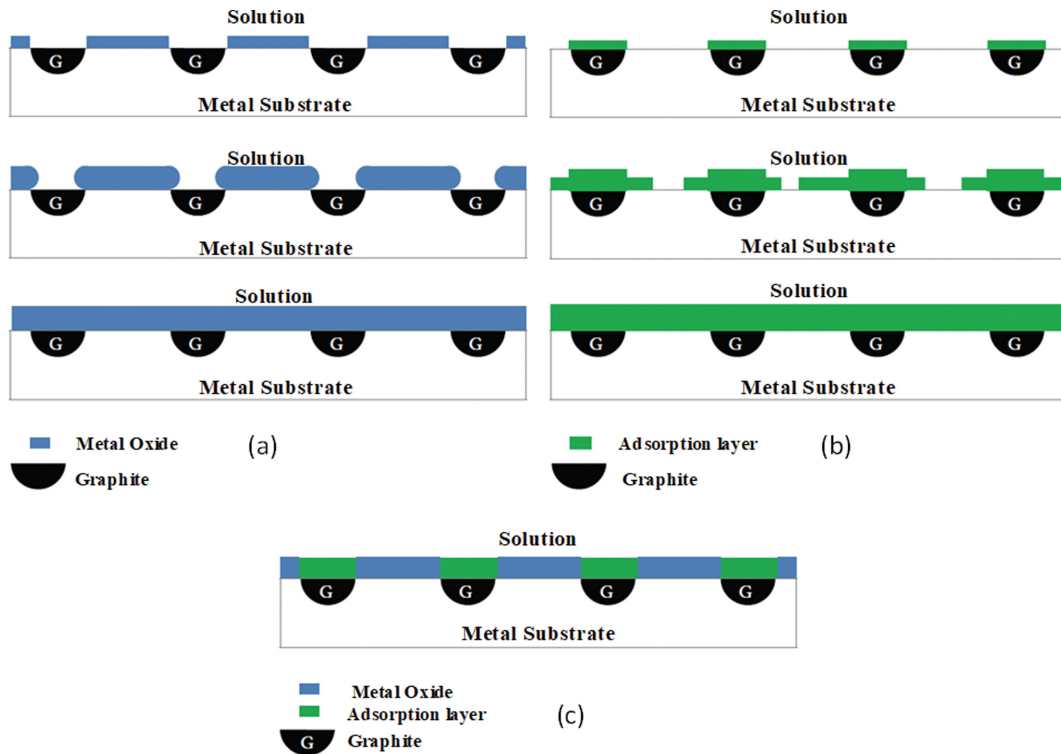 Solution
G G G G
Metal Substrate
Solution
G G G G
Metal Substrate
Solution
G G G G
Metal Substrate
Metal Oxide
(a)
Graphite
Solution
G G G G
Metal Substrate
Solution
G G G G
Metal Substrate
Solution
G G G G
Metal Substrate
Adsorption layer
(b)
G Graphite
Solution
G G G G
Metal Substrate
Metal Oxide
Adsorption layer
(c)
G Graphite